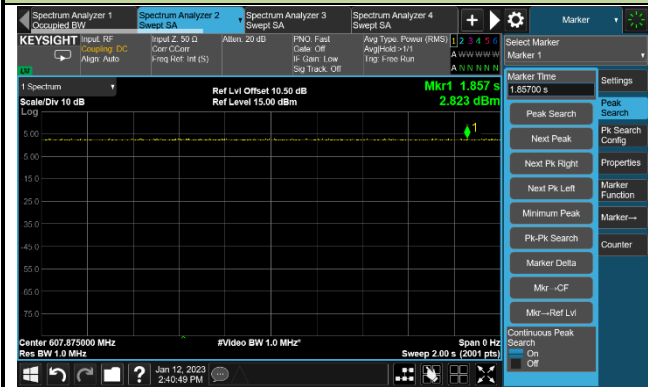 Spectrum Analyzer 1
Occupied BW
Spectrum Analyzer 2
Swept SA
Spectrum Analyzer 3
Swept SA
Spectrum Analyzer 4
Swept SA
+
Marker
KEYSIGHT
Input: RF
Coupling: DC
Align: Auto
Input Z: 50 Ω
Corr CCorr
Freq Ref: Int (S)
Atten: 20 dB
PNO: Fast
Gate: Off
IF Gain: Low
Sig Track: Off
Avg Type: Power (RMS)
Avg|Hold:>1/1
Trig: Free Run
1 2 3 4 5 6
A W W W W W
A N N N N N
LV
Select Marker
Marker 1
1 Spectrum
Scale/Div 10 dB
Log
Ref Lvl Offset 10.50 dB
Ref Level 15.00 dBm
Mkr1 1.857 s
2.823 dBm
1
5.00
-5.00
-15.0
-25.0
-35.0
-45.0
-55.0
-65.0
-75.0
Center 607.875000 MHz
Res BW 1.0 MHz
#Video BW 1.0 MHz*
Span 0 Hz
Sweep 2.00 s (2001 pts)
Marker Time
1.85700 s
Peak Search
Next Peak
Next Pk Right
Next Pk Left
Minimum Peak
Pk-Pk Search
Marker Delta
Mkr→CF
Mkr→Ref Lvl
Continuous Peak
Search
On
Off
Settings
Peak
Search
Pk Search
Config
Properties
Marker
Function
Marker→
Counter
?
Jan 12, 2023
2:40:49 PM